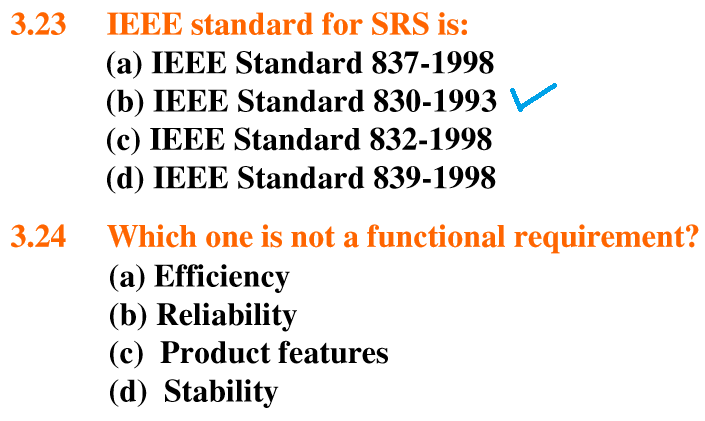 3.23 IEEE standard for SRS is:
(a) IEEE Standard 837-1998
(b) IEEE Standard 830-1993
(c) IEEE Standard 832-1998
(d) IEEE Standard 839-1998
3.24 Which one is not a functional requirement?
(a) Efficiency
(b) Reliability
(c) Product features
(d) Stability